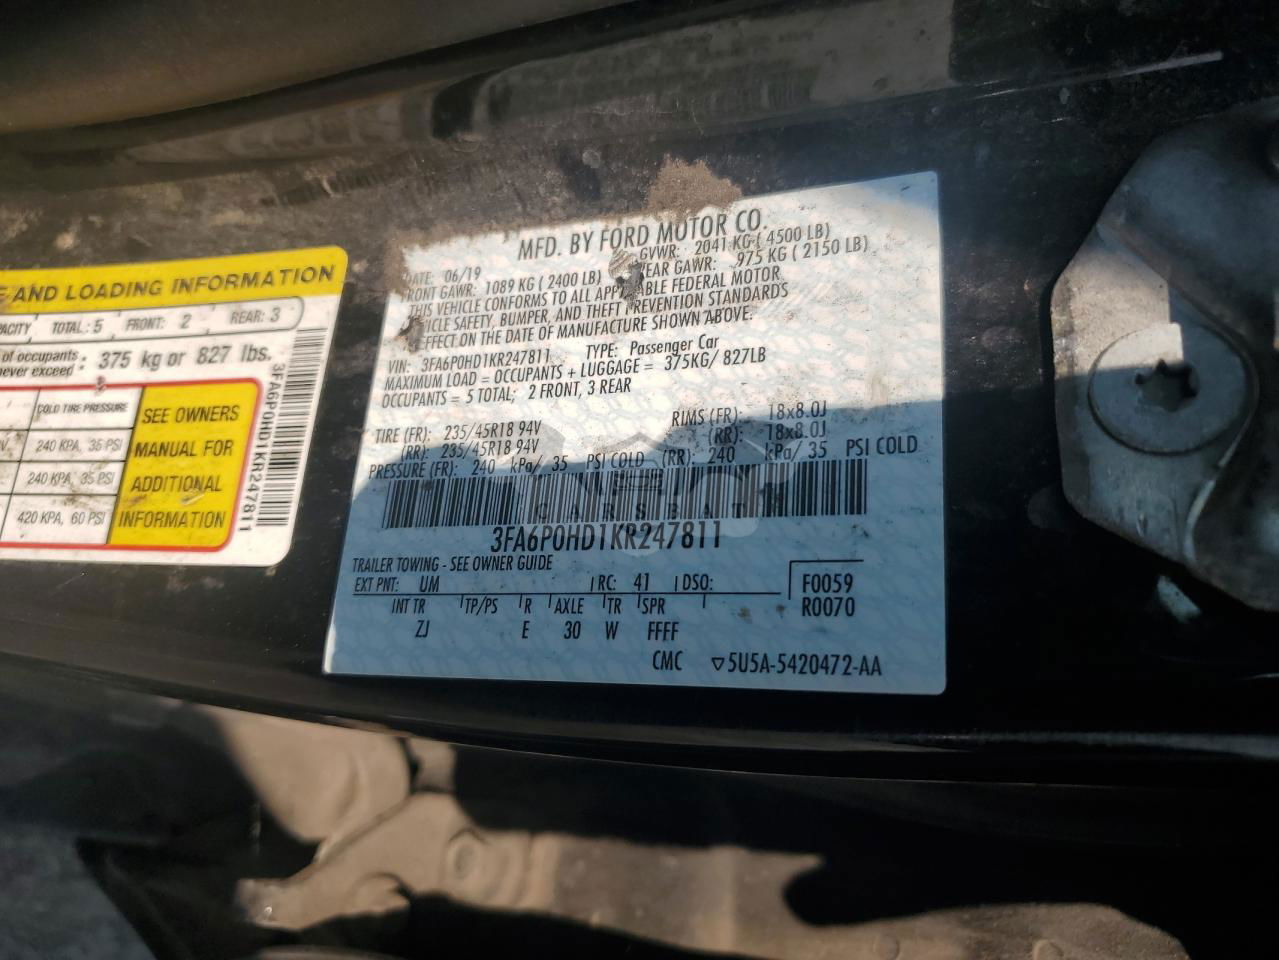 E AND LOADING INFORMATION
TOTAL: 5 FRONT: 2 REAR: 3
of occupants
never exceed : 375 kg or 827 lbs.
COLD TIRE PRESSURE
240 KPA, 35 PSI
240 KPA, 35 PSI
420 KPA, 60 PSI
SEE OWNERS
MANUAL FOR
ADDITIONAL
INFORMATION
3FA6P0HD1KR247811
MFD. BY FORD MOTOR CO.
DATE: 06/19 GVWR: 2041 KG ( 4500 LB)
FRONT GAWR: 1089 KG ( 2400 LB) REAR GAWR: 975 KG ( 2150 LB)
THIS VEHICLE CONFORMS TO ALL APPLICABLE FEDERAL MOTOR
VEHICLE SAFETY, BUMPER, AND THEFT PREVENTION STANDARDS
EFFECT ON THE DATE OF MANUFACTURE SHOWN ABOVE.
VIN: 3FA6P0HD1KR247811 TYPE: Passenger Car
MAXIMUM LOAD = OCCUPANTS + LUGGAGE = 375KG/ 827LB
OCCUPANTS = 5 TOTAL; 2 FRONT, 3 REAR
TIRE (FR): 235/45R18 94V RIMS (FR): 18x8.0J
(RR): 235/45R18 94V (RR): 18x8.0J
PRESSURE (FR): 240 kPa/ 35 PSI COLD (RR): 240 kPa/ 35 PSI COLD
CARSBATH
3FA6P0HD1KR247811
TRAILER TOWING - SEE OWNER GUIDE
EXT PNT: UM RC: 41 DSO: F0059
INT TR TP/PS R AXLE TR SPR R0070
ZJ E 30 W FFFF
CMC ▽5U5A-5420472-AA